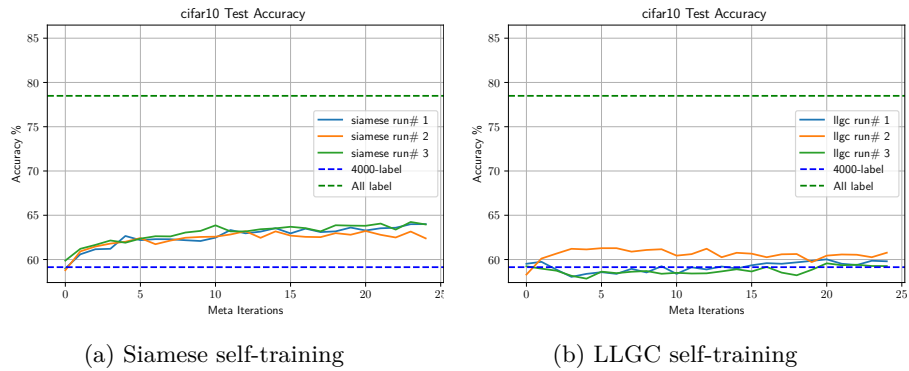 cifar10 Test Accuracy
85
80
75
70
65
60
Accuracy %
siamese run# 1
siamese run# 2
siamese run# 3
4000-label
All label
0 5 10 15 20 25
Meta Iterations
(a) Siamese self-training
cifar10 Test Accuracy
85
80
75
70
65
60
Accuracy %
llgc run# 1
llgc run# 2
llgc run# 3
4000-label
All label
0 5 10 15 20 25
Meta Iterations
(b) LLGC self-training